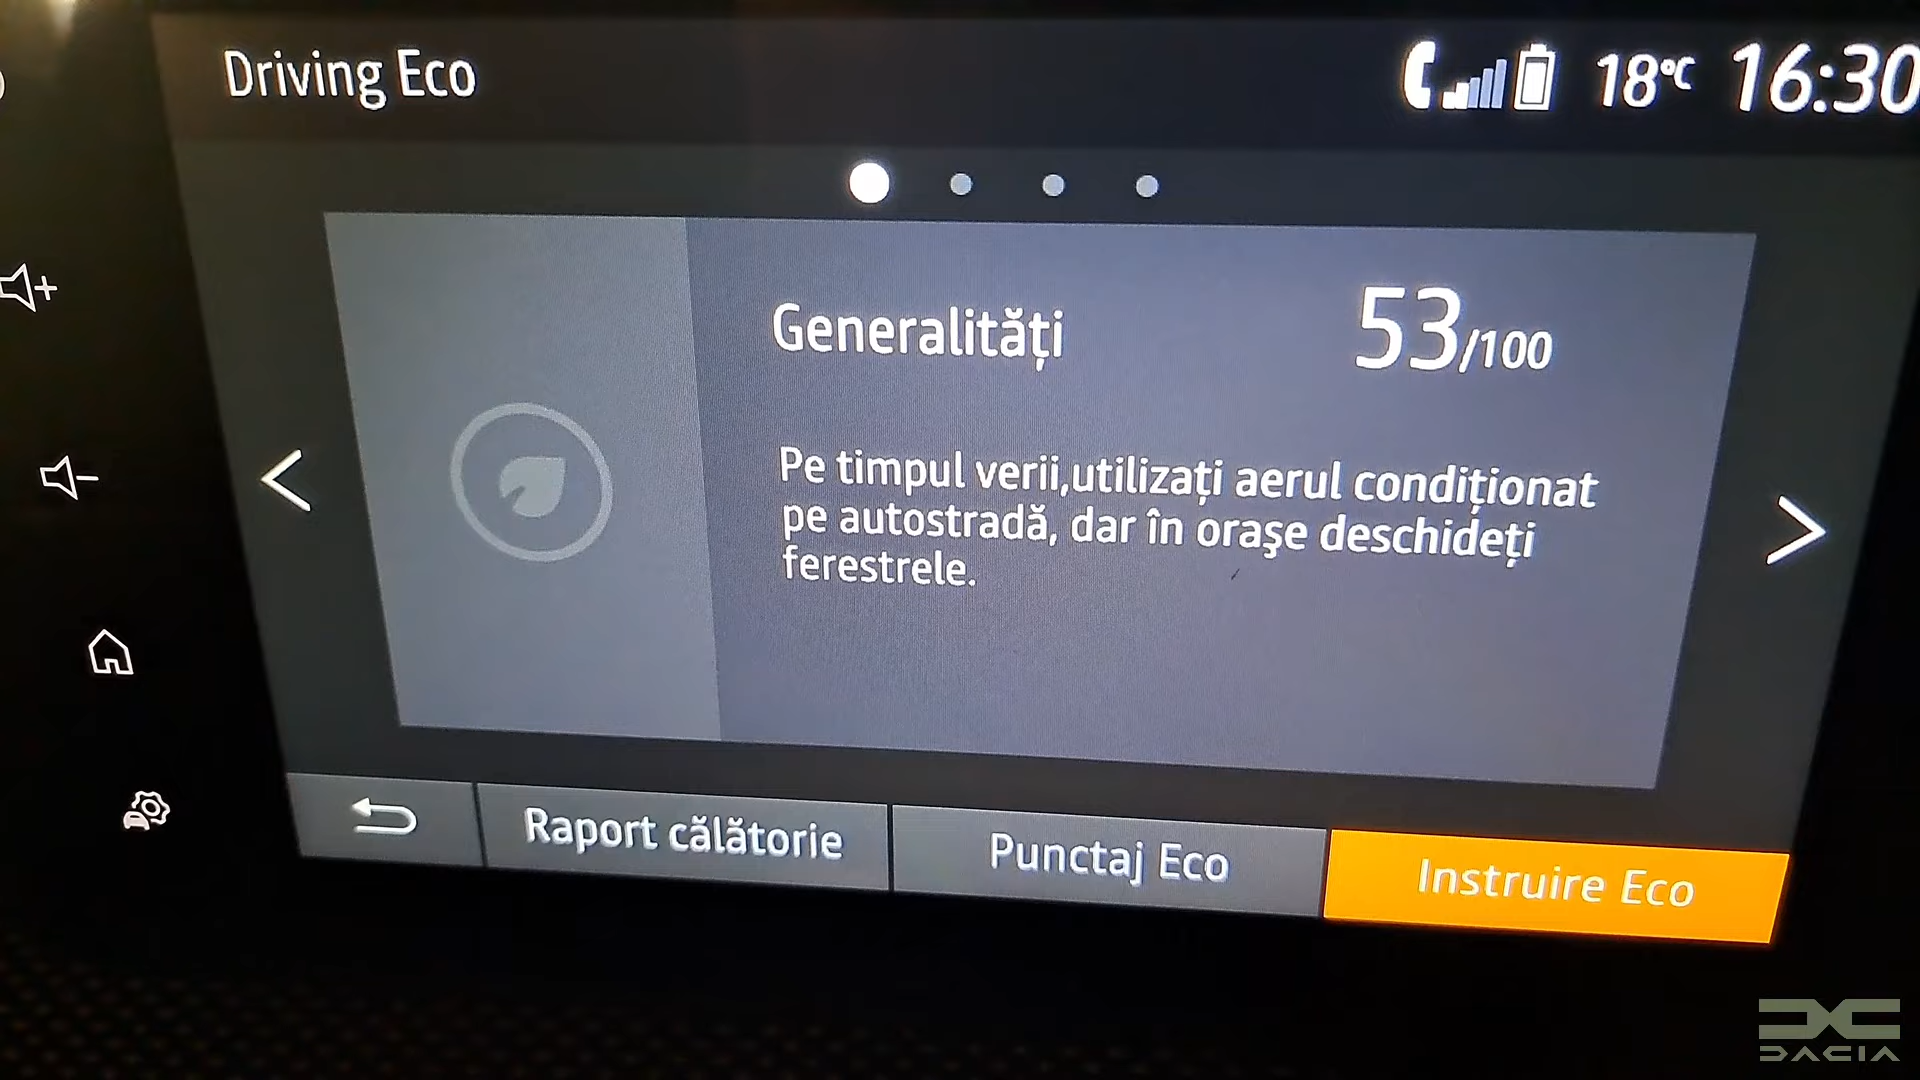 Driving Eco
18°C 16:30
Generalități
53/100
Pe timpul verii,utilizați aerul condiționat
pe autostradă, dar în orașe deschideți
ferestrele.
Raport călătorie
Punctaj Eco
Instruire Eco
DACIA